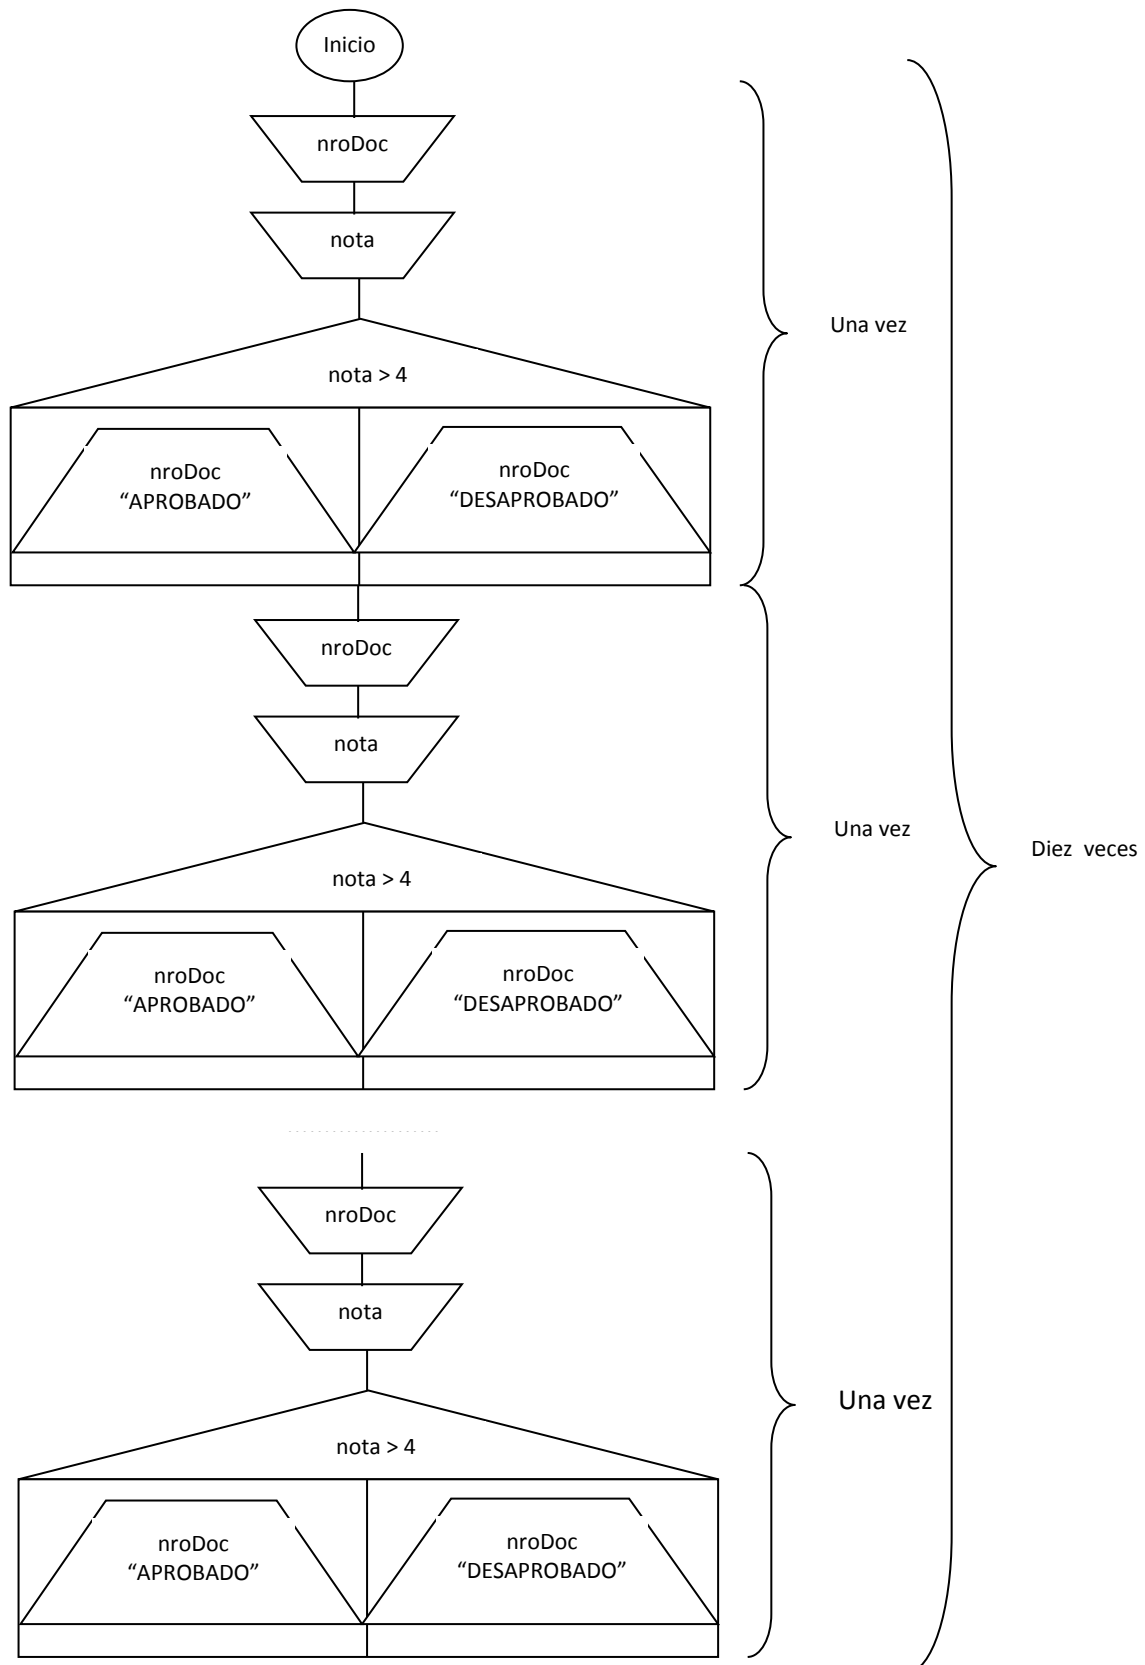 Inicio
nroDoc
nota
Una vez
nota > 4
nroDoc
“APROBADO”
nroDoc
“DESAPROBADO”
nroDoc
nota
Una vez
Diez veces
nota > 4
nroDoc
“APROBADO”
nroDoc
“DESAPROBADO”
nroDoc
nota
Una vez
nota > 4
nroDoc
“APROBADO”
nroDoc
“DESAPROBADO”